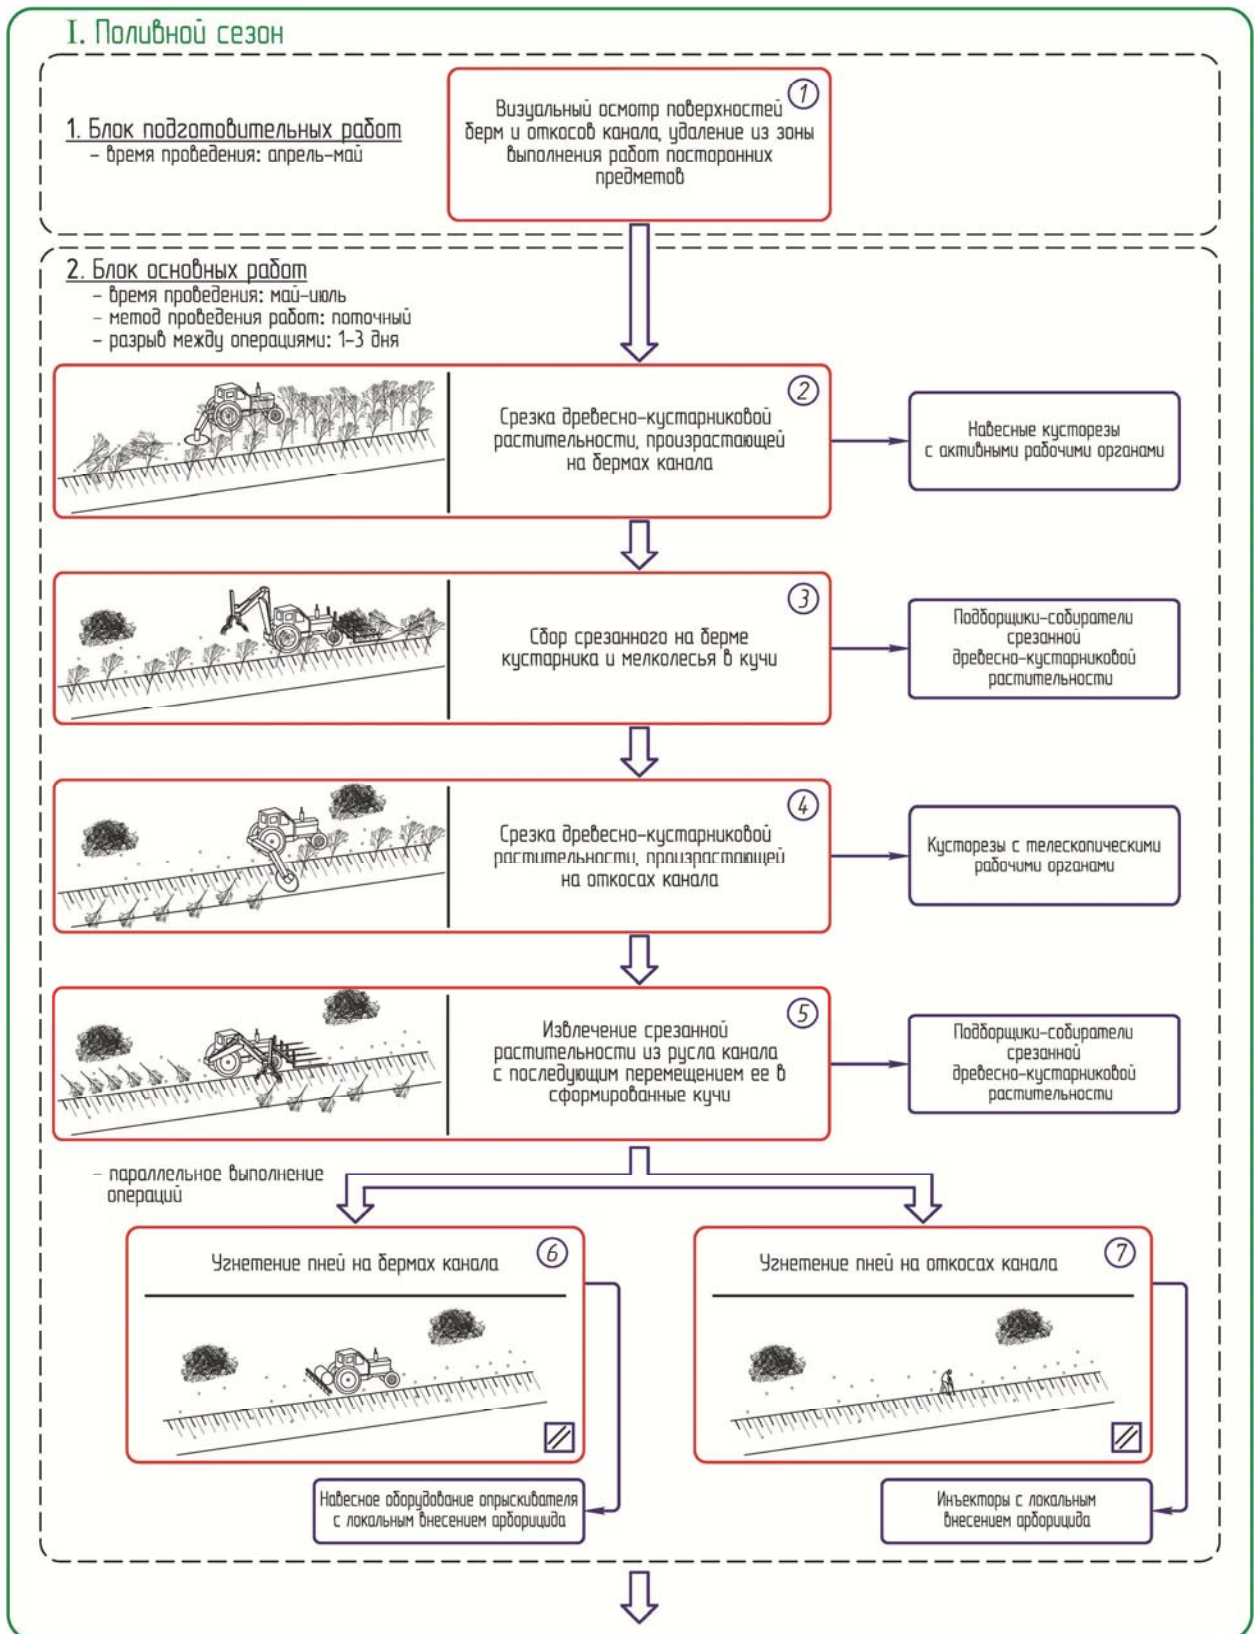 I. Поливной сезон
1. Блок подготовительных работ
– время проведения: апрель–май
1
Визуальный осмотр поверхностей
берм и откосов канала, удаление из зоны
выполнения работ посторонних
предметов
2. Блок основных работ
– время проведения: май–июль
– метод проведения работ: поточный
– разрыв между операциями: 1–3 дня
2
Срезка древесно-кустарниковой
растительности, произрастающей
на бермах канала
Навесные кусторезы
с активными рабочими органами
3
Сбор срезанного на берме
кустарника и мелколесья в кучи
Подборщики-собиратели
срезанной
древесно-кустарниковой
растительности
4
Срезка древесно-кустарниковой
растительности, произрастающей
на откосах канала
Кусторезы с телескопическими
рабочими органами
5
Извлечение срезанной
растительности из русла канала
с последующим перемещением ее в
сформированные кучи
Подборщики-собиратели
срезанной
древесно-кустарниковой
растительности
– параллельное выполнение
операций
6
Угнетение пней на бермах канала
7
Угнетение пней на откосах канала
Навесное оборудование опрыскивателя
с локальным внесением арборицида
Инъекторы с локальным
внесением арборицида